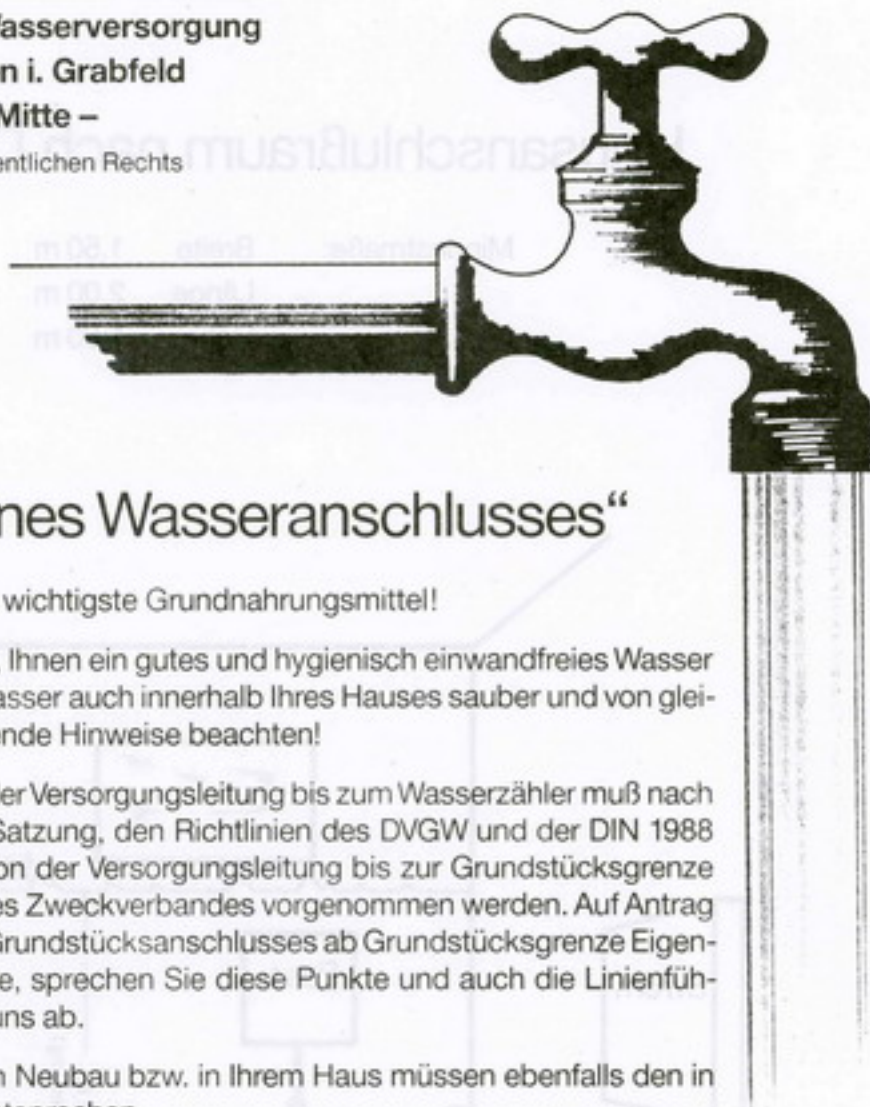 asserversorgung
n i. Grabfeld
Mitte –
entlichen Rechts
nes Wasseranschlusses“
wichtigste Grundnahrungsmittel!
Ihnen ein gutes und hygienisch einwandfreies Wasser
asser auch innerhalb Ihres Hauses sauber und von glei-
ende Hinweise beachten!
er Versorgungsleitung bis zum Wasserzähler muß nach
Satzung, den Richtlinien des DVGW und der DIN 1988
on der Versorgungsleitung bis zur Grundstücksgrenze
es Zweckverbandes vorgenommen werden. Auf Antrag
Grundstücksanschlusses ab Grundstücksgrenze Eigen-
e, sprechen Sie diese Punkte und auch die Linienfüh-
uns ab.
n Neubau bzw. in Ihrem Haus müssen ebenfalls den in